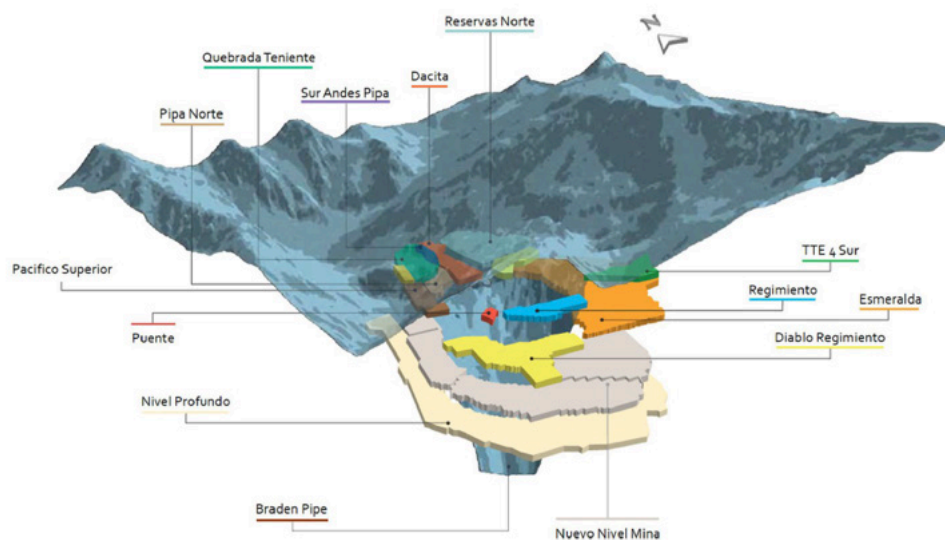 Reservas Norte
N
Quebrada Teniente
Dacita
Sur Andes Pipa
Pipa Norte
TTE 4 Sur
Pacifico Superior
Regimiento
Esmeralda
Puente
Diablo Regimiento
Nivel Profundo
Braden Pipe
Nuevo Nivel Mina